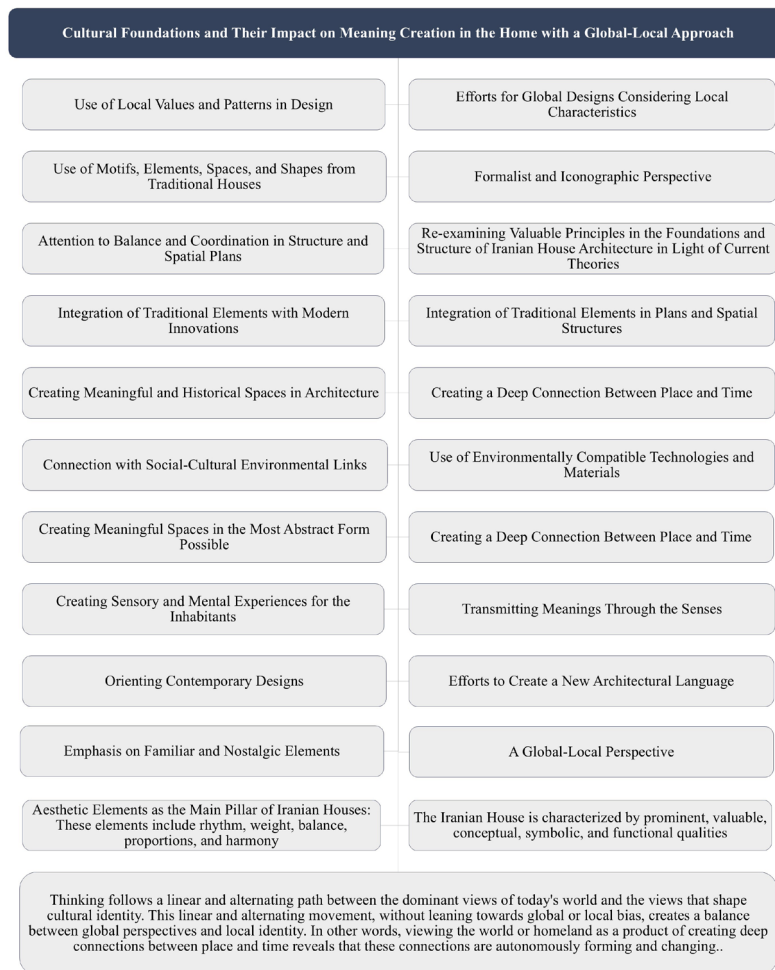 Cultural Foundations and Their Impact on Meaning Creation in the Home with a Global-Local Approach
Use of Local Values and Patterns in Design
Efforts for Global Designs Considering Local
Characteristics
Use of Motifs, Elements, Spaces, and Shapes from
Traditional Houses
Formalist and Iconographic Perspective
Attention to Balance and Coordination in Structure and
Spatial Plans
Re-examining Valuable Principles in the Foundations and
Structure of Iranian House Architecture in Light of Current
Theories
Integration of Traditional Elements with Modern
Innovations
Integration of Traditional Elements in Plans and Spatial
Structures
Creating Meaningful and Historical Spaces in Architecture
Creating a Deep Connection Between Place and Time
Connection with Social-Cultural Environmental Links
Use of Environmentally Compatible Technologies and
Materials
Creating Meaningful Spaces in the Most Abstract Form
Possible
Creating a Deep Connection Between Place and Time
Creating Sensory and Mental Experiences for the
Inhabitants
Transmitting Meanings Through the Senses
Orienting Contemporary Designs
Efforts to Create a New Architectural Language
Emphasis on Familiar and Nostalgic Elements
A Global-Local Perspective
Aesthetic Elements as the Main Pillar of Iranian Houses:
These elements include rhythm, weight, balance,
proportions, and harmony
The Iranian House is characterized by prominent, valuable,
conceptual, symbolic, and functional qualities
Thinking follows a linear and alternating path between the dominant views of today's world and the views that shape
cultural identity. This linear and alternating movement, without leaning towards global or local bias, creates a balance
between global perspectives and local identity. In other words, viewing the world or homeland as a product of creating deep
connections between place and time reveals that these connections are autonomously forming and changing..